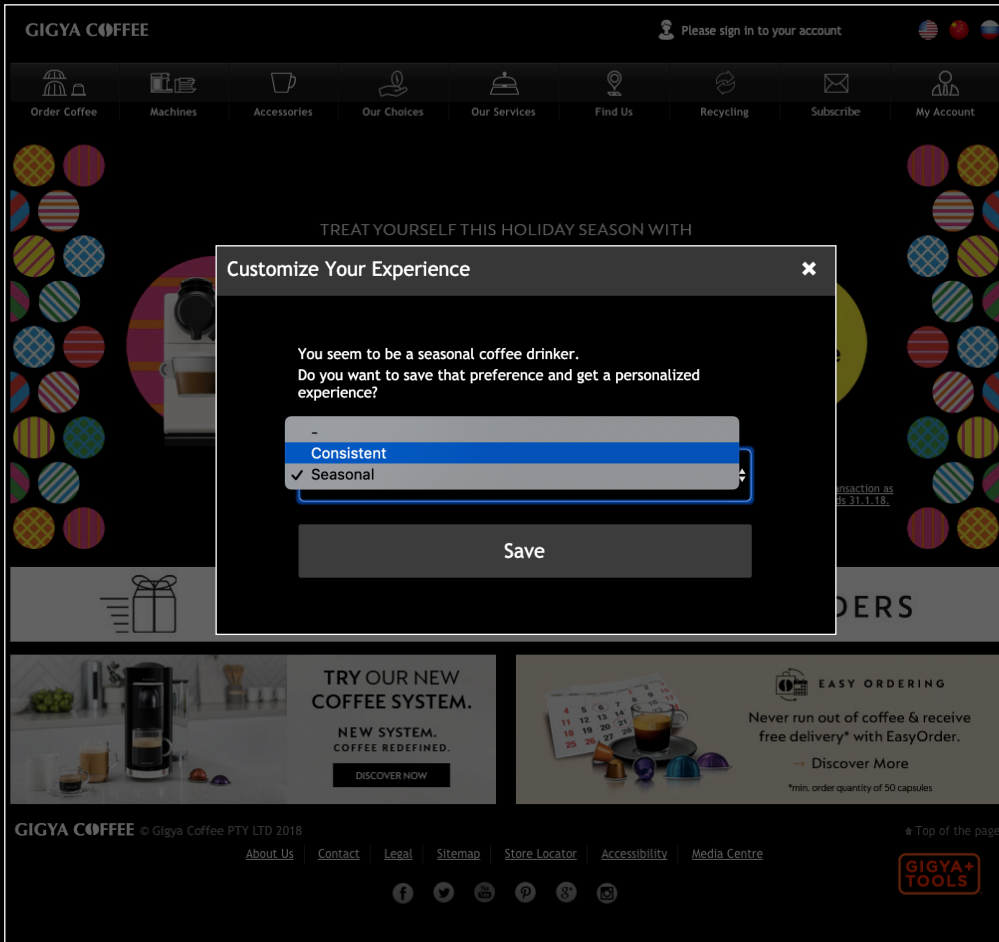 GIGYA COFFEE
Please sign in to your account
Order Coffee
Machines
Accessories
Our Choices
Our Services
Find Us
Recycling
Subscribe
My Account
TREAT YOURSELF THIS HOLIDAY SEASON WITH
Customize Your Experience
You seem to be a seasonal coffee drinker.
Do you want to save that preference and get a personalized
experience?
-
Consistent
✓ Seasonal
Save
nsaction as
ds 31.1.18.
DERS
TRY OUR NEW
COFFEE SYSTEM.
NEW SYSTEM.
COFFEE REDEFINED.
DISCOVER NOW
EASY ORDERING
Never run out of coffee & receive
free delivery* with EasyOrder.
→ Discover More
*min. order quantity of 50 capsules
GIGYA COFFEE © Gigya Coffee PTY LTD 2018
Top of the page
About Us
Contact
Legal
Sitemap
Store Locator
Accessibility
Media Centre
GIGYA+
TOOLS